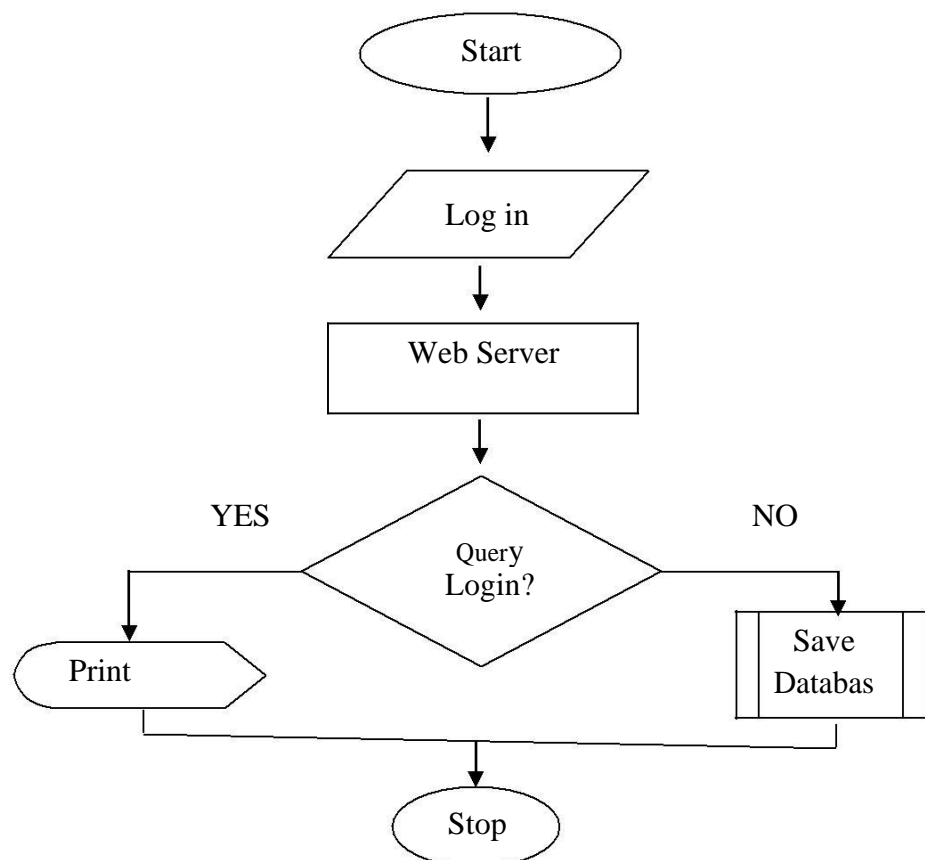 Start
Log in
Web Server
YES
NO
Query
Login?
Print
Save
Databas
Stop